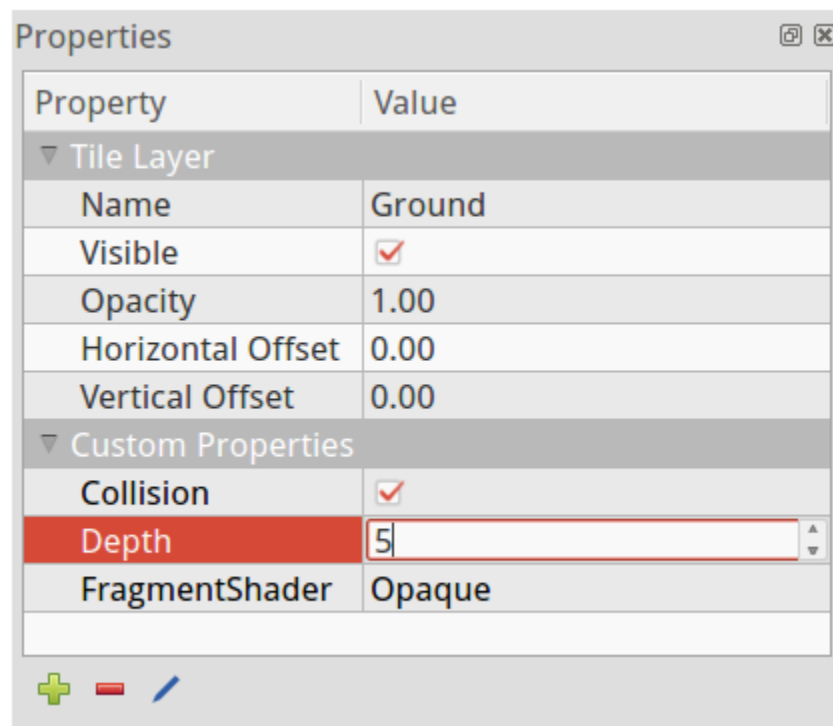 Properties
Property Value
Tile Layer
Name Ground
Visible
Opacity 1.00
Horizontal Offset 0.00
Vertical Offset 0.00
Custom Properties
Collision
Depth 5
FragmentShader Opaque